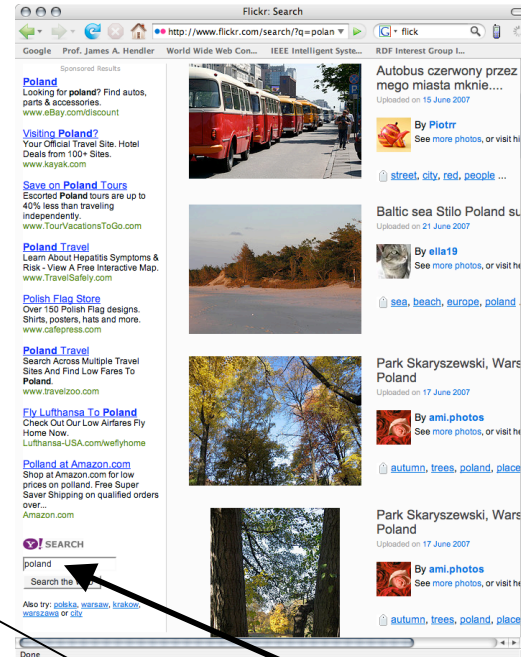 Flickr: Search
http://www.flickr.com/search/?q=polan
flick
Google Prof. James A. Hendler World Wide Web Con... IEEE Intelligent Syste... RDF Interest Group I...
Sponsored Results
Poland
Looking for poland? Find autos,
parts & accessories.
www.eBay.com/discount
Visiting Poland?
Your Official Travel Site. Hotel
Deals from 100+ Sites.
www.kayak.com
Save on Poland Tours
Escorted Poland tours are up to
40% less than traveling
independently.
www.TourVacationsToGo.com
Poland Travel
Learn About Hepatitis Symptoms &
Risk - View A Free Interactive Map.
www.TravelSafely.com
Polish Flag Store
Over 150 Polish Flag designs.
Shirts, posters, hats and more.
www.cafepress.com
Poland Travel
Search Across Multiple Travel
Sites And Find Low Fares To
Poland.
www.travelzoo.com
Fly Lufthansa To Poland
Check Out Our Low Airfares Fly
Home Now.
Lufthansa-USA.com/weflyhome
Polland at Amazon.com
Shop at Amazon.com for low
prices on polland. Free Super
Saver Shipping on qualified orders
over...
Amazon.com
Y! SEARCH
poland
Search the
Also try: polska, warsaw, krakow,
warszawa or city
Autobus czerwony przez
mego miasta mknie....
Uploaded on 15 June 2007
By Piotrr
See more photos, or visit hi
street, city, red, people ...
Baltic sea Stilo Poland su
Uploaded on 21 June 2007
By ella19
See more photos, or visit he
sea, beach, europe, poland .
Park Skaryszewski, Wars
Poland
Uploaded on 17 June 2007
By ami.photos
See more photos, or visit he
autumn, trees, poland, place
Park Skaryszewski, Wars
Poland
Uploaded on 17 June 2007
By ami.photos
See more photos, or visit he
autumn, trees, poland, place
Done